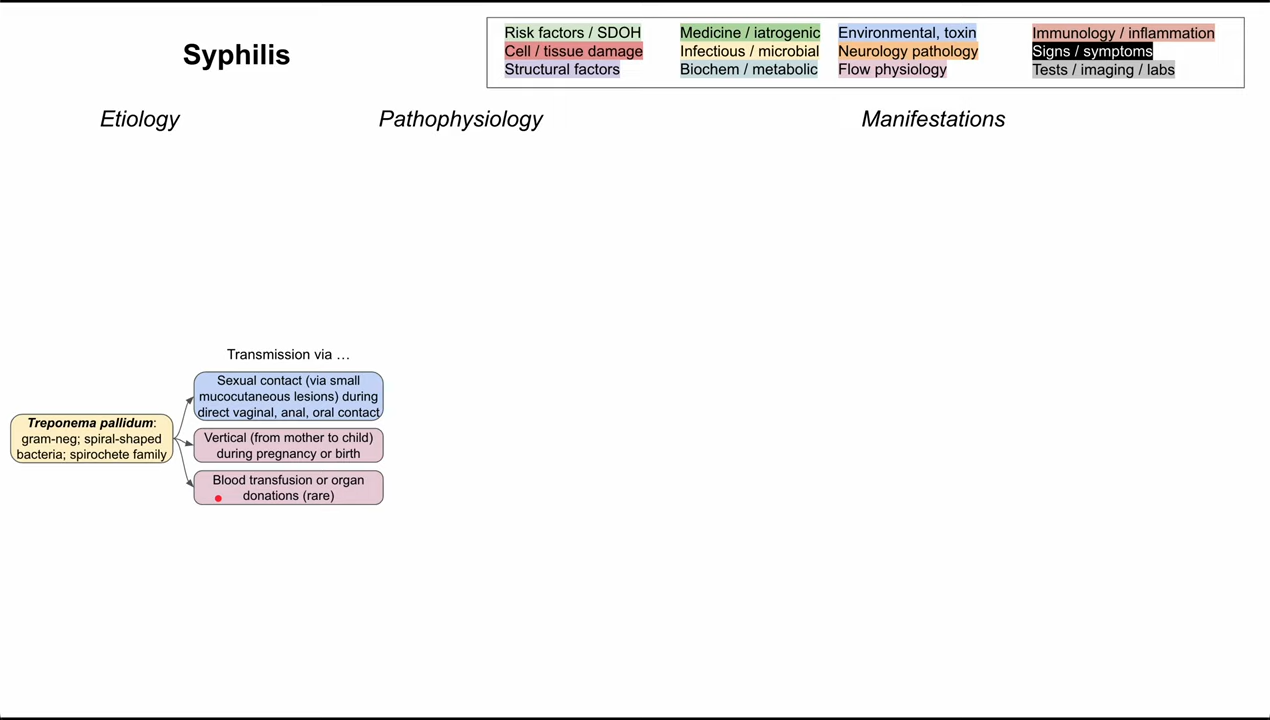 Syphilis
Risk factors / SDOH
Cell / tissue damage
Structural factors
Medicine / iatrogenic
Infectious / microbial
Biochem / metabolic
Environmental, toxin
Neurology pathology
Flow physiology
Immunology / inflammation
Signs / symptoms
Tests / imaging / labs
Etiology
Pathophysiology
Manifestations
Transmission via …
Treponema pallidum:
gram-neg; spiral-shaped
bacteria; spirochete family
Sexual contact (via small
mucocutaneous lesions) during
direct vaginal, anal, oral contact
Vertical (from mother to child)
during pregnancy or birth
Blood transfusion or organ
donations (rare)